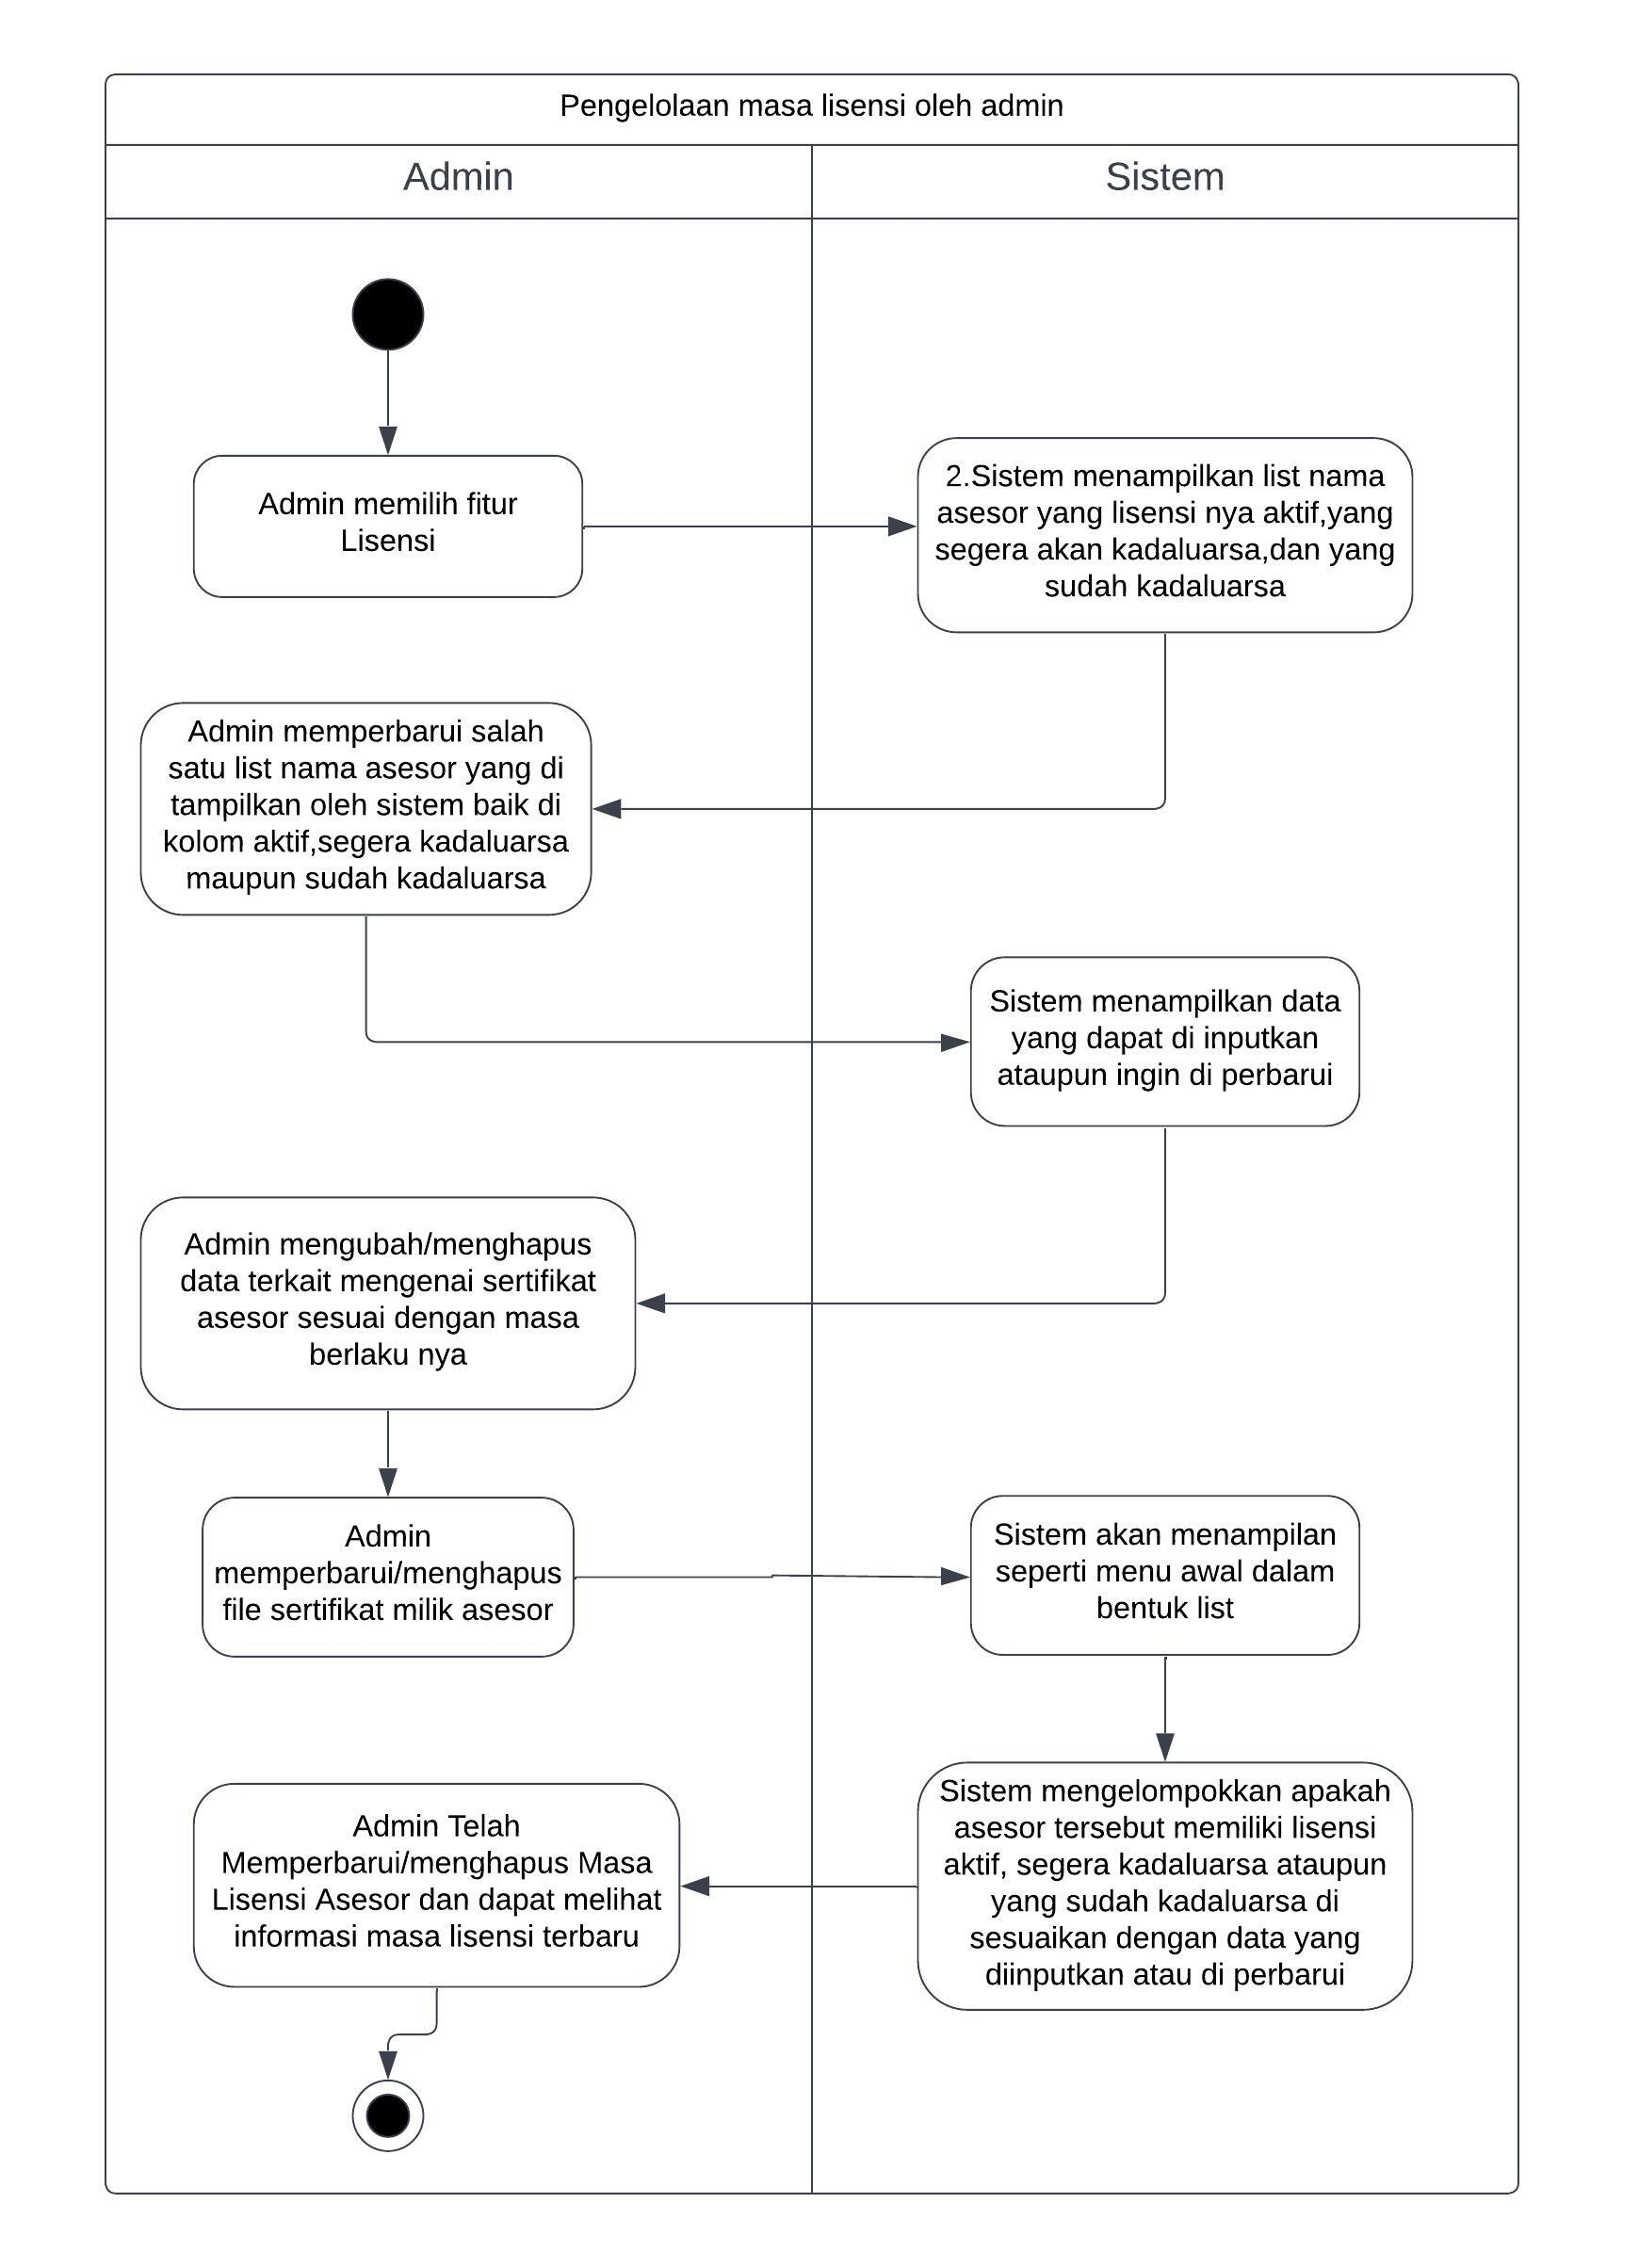 Pengelolaan masa lisensi oleh admin
Admin
Sistem
Admin memilih fitur
Lisensi
2.Sistem menampilkan list nama
asesor yang lisensi nya aktif,yang
segera akan kadaluarsa,dan yang
sudah kadaluarsa
Admin memperbarui salah
satu list nama asesor yang di
tampilkan oleh sistem baik di
kolom aktif,segera kadaluarsa
maupun sudah kadaluarsa
Sistem menampilkan data
yang dapat di inputkan
ataupun ingin di perbarui
Admin mengubah/menghapus
data terkait mengenai sertifikat
asesor sesuai dengan masa
berlaku nya
Admin
memperbarui/menghapus
file sertifikat milik asesor
Sistem akan menampilan
seperti menu awal dalam
bentuk list
Sistem mengelompokkan apakah
asesor tersebut memiliki lisensi
aktif, segera kadaluarsa ataupun
yang sudah kadaluarsa di
sesuaikan dengan data yang
diinputkan atau di perbarui
Admin Telah
Memperbarui/menghapus Masa
Lisensi Asesor dan dapat melihat
informasi masa lisensi terbaru